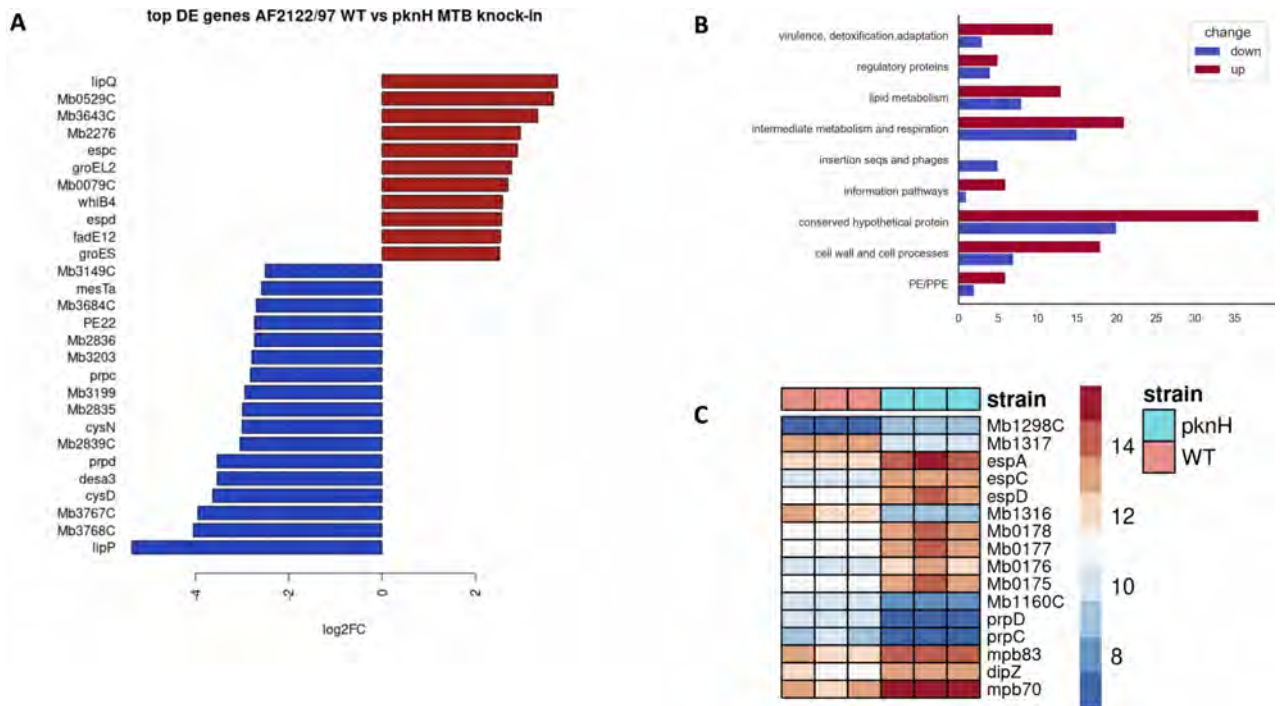 A
top DE genes AF2122/97 WT vs pknH MTB knock-in
lipQ
Mb0529C
Mb3643C
Mb2276
espc
groEL2
Mb0079C
whiB4
espd
fadE12
groES
Mb3149C
mesTa
Mb3684C
PE22
Mb2836
Mb3203
prpc
Mb3199
Mb2835
cysN
Mb2839C
prpd
desa3
cysD
Mb3767C
Mb3768C
lipP
-4
-2
0
2
log2FC
B
virulence, detoxification,adaptation
regulatory proteins
lipid metabolism
intermediate metabolism and respiration
insertion seqs and phages
information pathways
conserved hypothetical protein
cell wall and cell processes
PE/PPE
0 5 10 15 20 25 30 35
change
down
up
C
strain
Mb1298C
Mb1317
espA
espC
espD
Mb1316
Mb0178
Mb0177
Mb0176
Mb0175
Mb1160C
prpD
prpC
mpb83
dipZ
mpb70
14
12
10
8
strain
pknH
WT